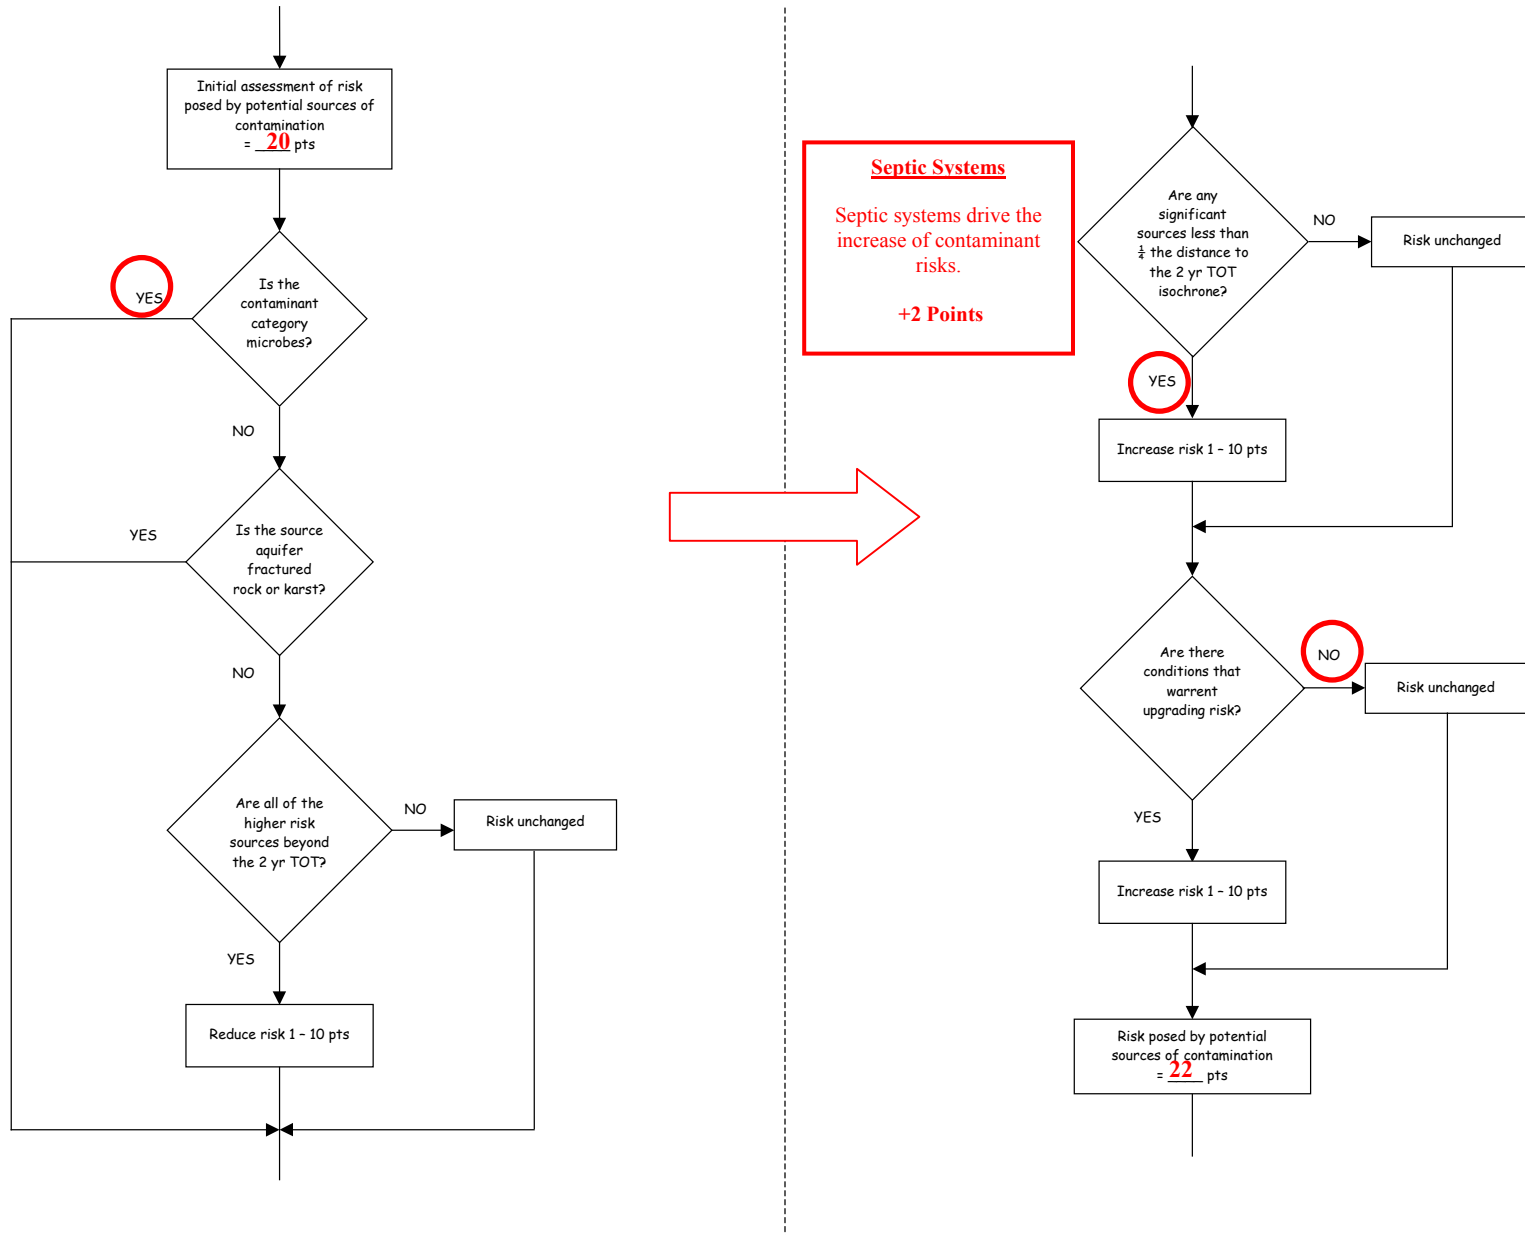 Initial assessment of risk
posed by potential sources of
contamination
= 20 pts
Is the
contaminant
category
microbes?
YES
NO
Is the source
aquifer
fractured
rock or karst?
YES
NO
Are all of the
higher risk
sources beyond
the 2 yr TOT?
NO
Risk unchanged
YES
Reduce risk 1 – 10 pts
Septic Systems
Septic systems drive the
increase of contaminant
risks.
+2 Points
Are any
significant
sources less than
¼ the distance to
the 2 yr TOT
isochrone?
NO
Risk unchanged
YES
Increase risk 1 – 10 pts
Are there
conditions that
warrent
upgrading risk?
NO
Risk unchanged
YES
Increase risk 1 – 10 pts
Risk posed by potential
sources of contamination
= 22 pts